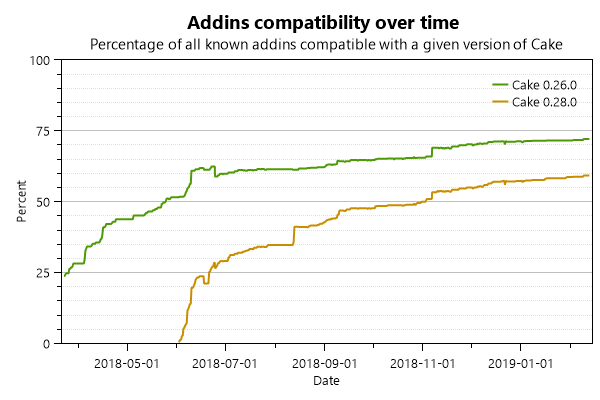 Addins compatibility over time
Percentage of all known addins compatible with a given version of Cake
100
75
50
25
0
Percent
Cake 0.26.0
Cake 0.28.0
2018-05-01
2018-07-01
2018-09-01
2018-11-01
2019-01-01
Date